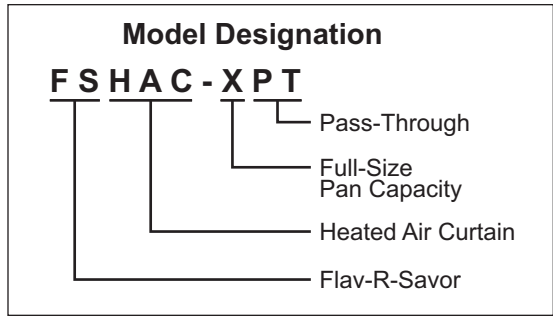 Model Designation
F S H A C - X P T
Pass-Through
Full-Size
Pan Capacity
Heated Air Curtain
Flav-R-Savor